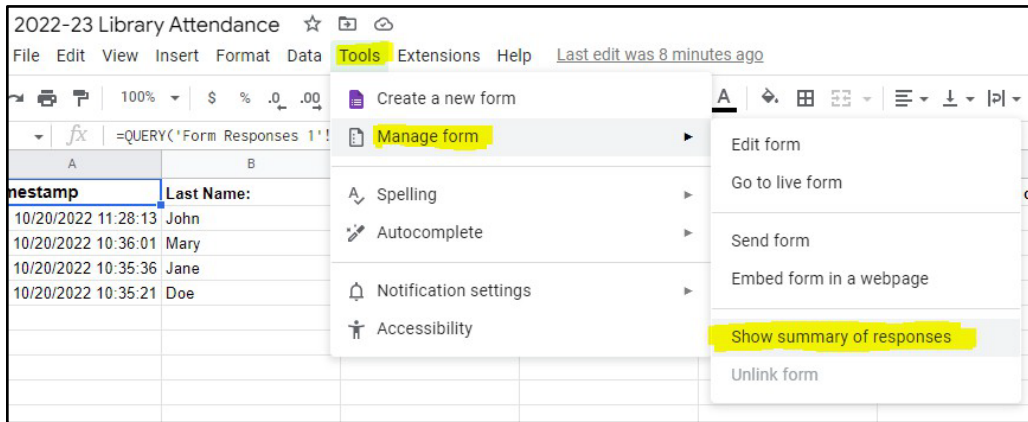 2022-23 Library Attendance
File Edit View Insert Format Data Tools Extensions Help Last edit was 8 minutes ago
100% $ % .0 .00 A
fx =QUERY('Form Responses 1'!
A B
mestamp Last Name:
10/20/2022 11:28:13 John
10/20/2022 10:36:01 Mary
10/20/2022 10:35:36 Jane
10/20/2022 10:35:21 Doe
Create a new form
Manage form
Spelling
Autocomplete
Notification settings
Accessibility
Edit form
Go to live form
Send form
Embed form in a webpage
Show summary of responses
Unlink form